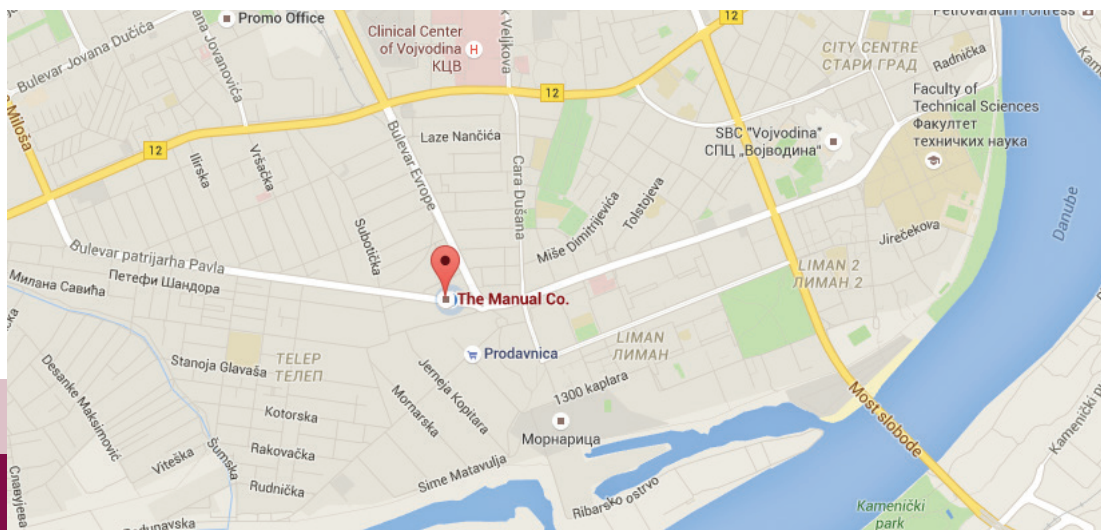 Promo Office
Clinical Center
of Vojvodina
КЦВ
H
12
Petrovaradin Fortress
CITY CENTRE
СТАРИ ГРАД
Radnička
Bulevar Jovana Dučića
Faculty of
Technical Sciences
Факултет
техничких наука
12
SBC "Vojvodina"
СПЦ „Војводина“
Laze Nančića
12
Ilirska
Vršačka
Bulevar Evrope
Cara Dušana
Miše Dimitrijevića
Tolstojeva
Danube
Jirečekova
Subotička
Bulevar patrijarha Pavla
Петефи Шандора
Милана Савића
LIMAN 2
ЛИМАН 2
The Manual Co.
Prodavnica
LIMAN
ЛИМАН
TELEP
ТЕЛЕП
Stanoja Glavaša
Desanke Maksimović
Jerneja Kopitara
Mornarska
1300 kaplara
Most slobode
Kotorska
Морнарица
Rakovačka
Viteška
Šumska
Rudnička
Sime Matavulja
Ribarsko ostrvo
Kamenički
park
Славујева